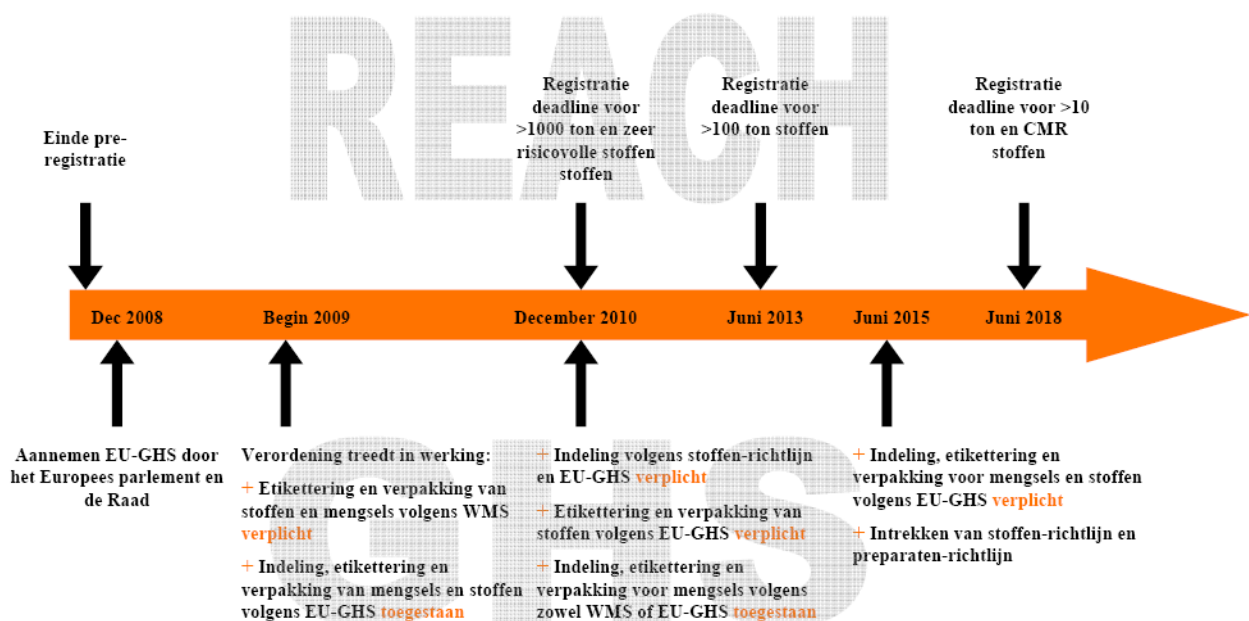 REACH
Einde pre-
registratie
Registratie
deadline voor
>1000 ton en zeer
risicovolle stoffen
stoffen
Registratie
deadline voor
>100 ton stoffen
Registratie
deadline voor >10
ton en CMR
stoffen
Dec 2008
Begin 2009
December 2010
Juni 2013
Juni 2015
Juni 2018
GHS
Aannemen EU-GHS door
het Europees parlement en
de Raad
Verordening treedt in werking:
+ Etikettering en verpakking van
stoffen en mengsels volgens WMS
verplicht
+ Indeling, etikettering en
verpakking van mengsels en stoffen
volgens EU-GHS toegestaan
+ Indeling volgens stoffen-richtlijn
en EU-GHS verplicht
+ Etikettering en verpakking van
stoffen volgens EU-GHS verplicht
+ Indeling, etikettering en
verpakking voor mengsels volgens
zowel WMS of EU-GHS toegestaan
+ Indeling, etikettering en
verpakking voor mengsels en stoffen
volgens EU-GHS verplicht
+ Intrekken van stoffen-richtlijn en
preparaten-richtlijn